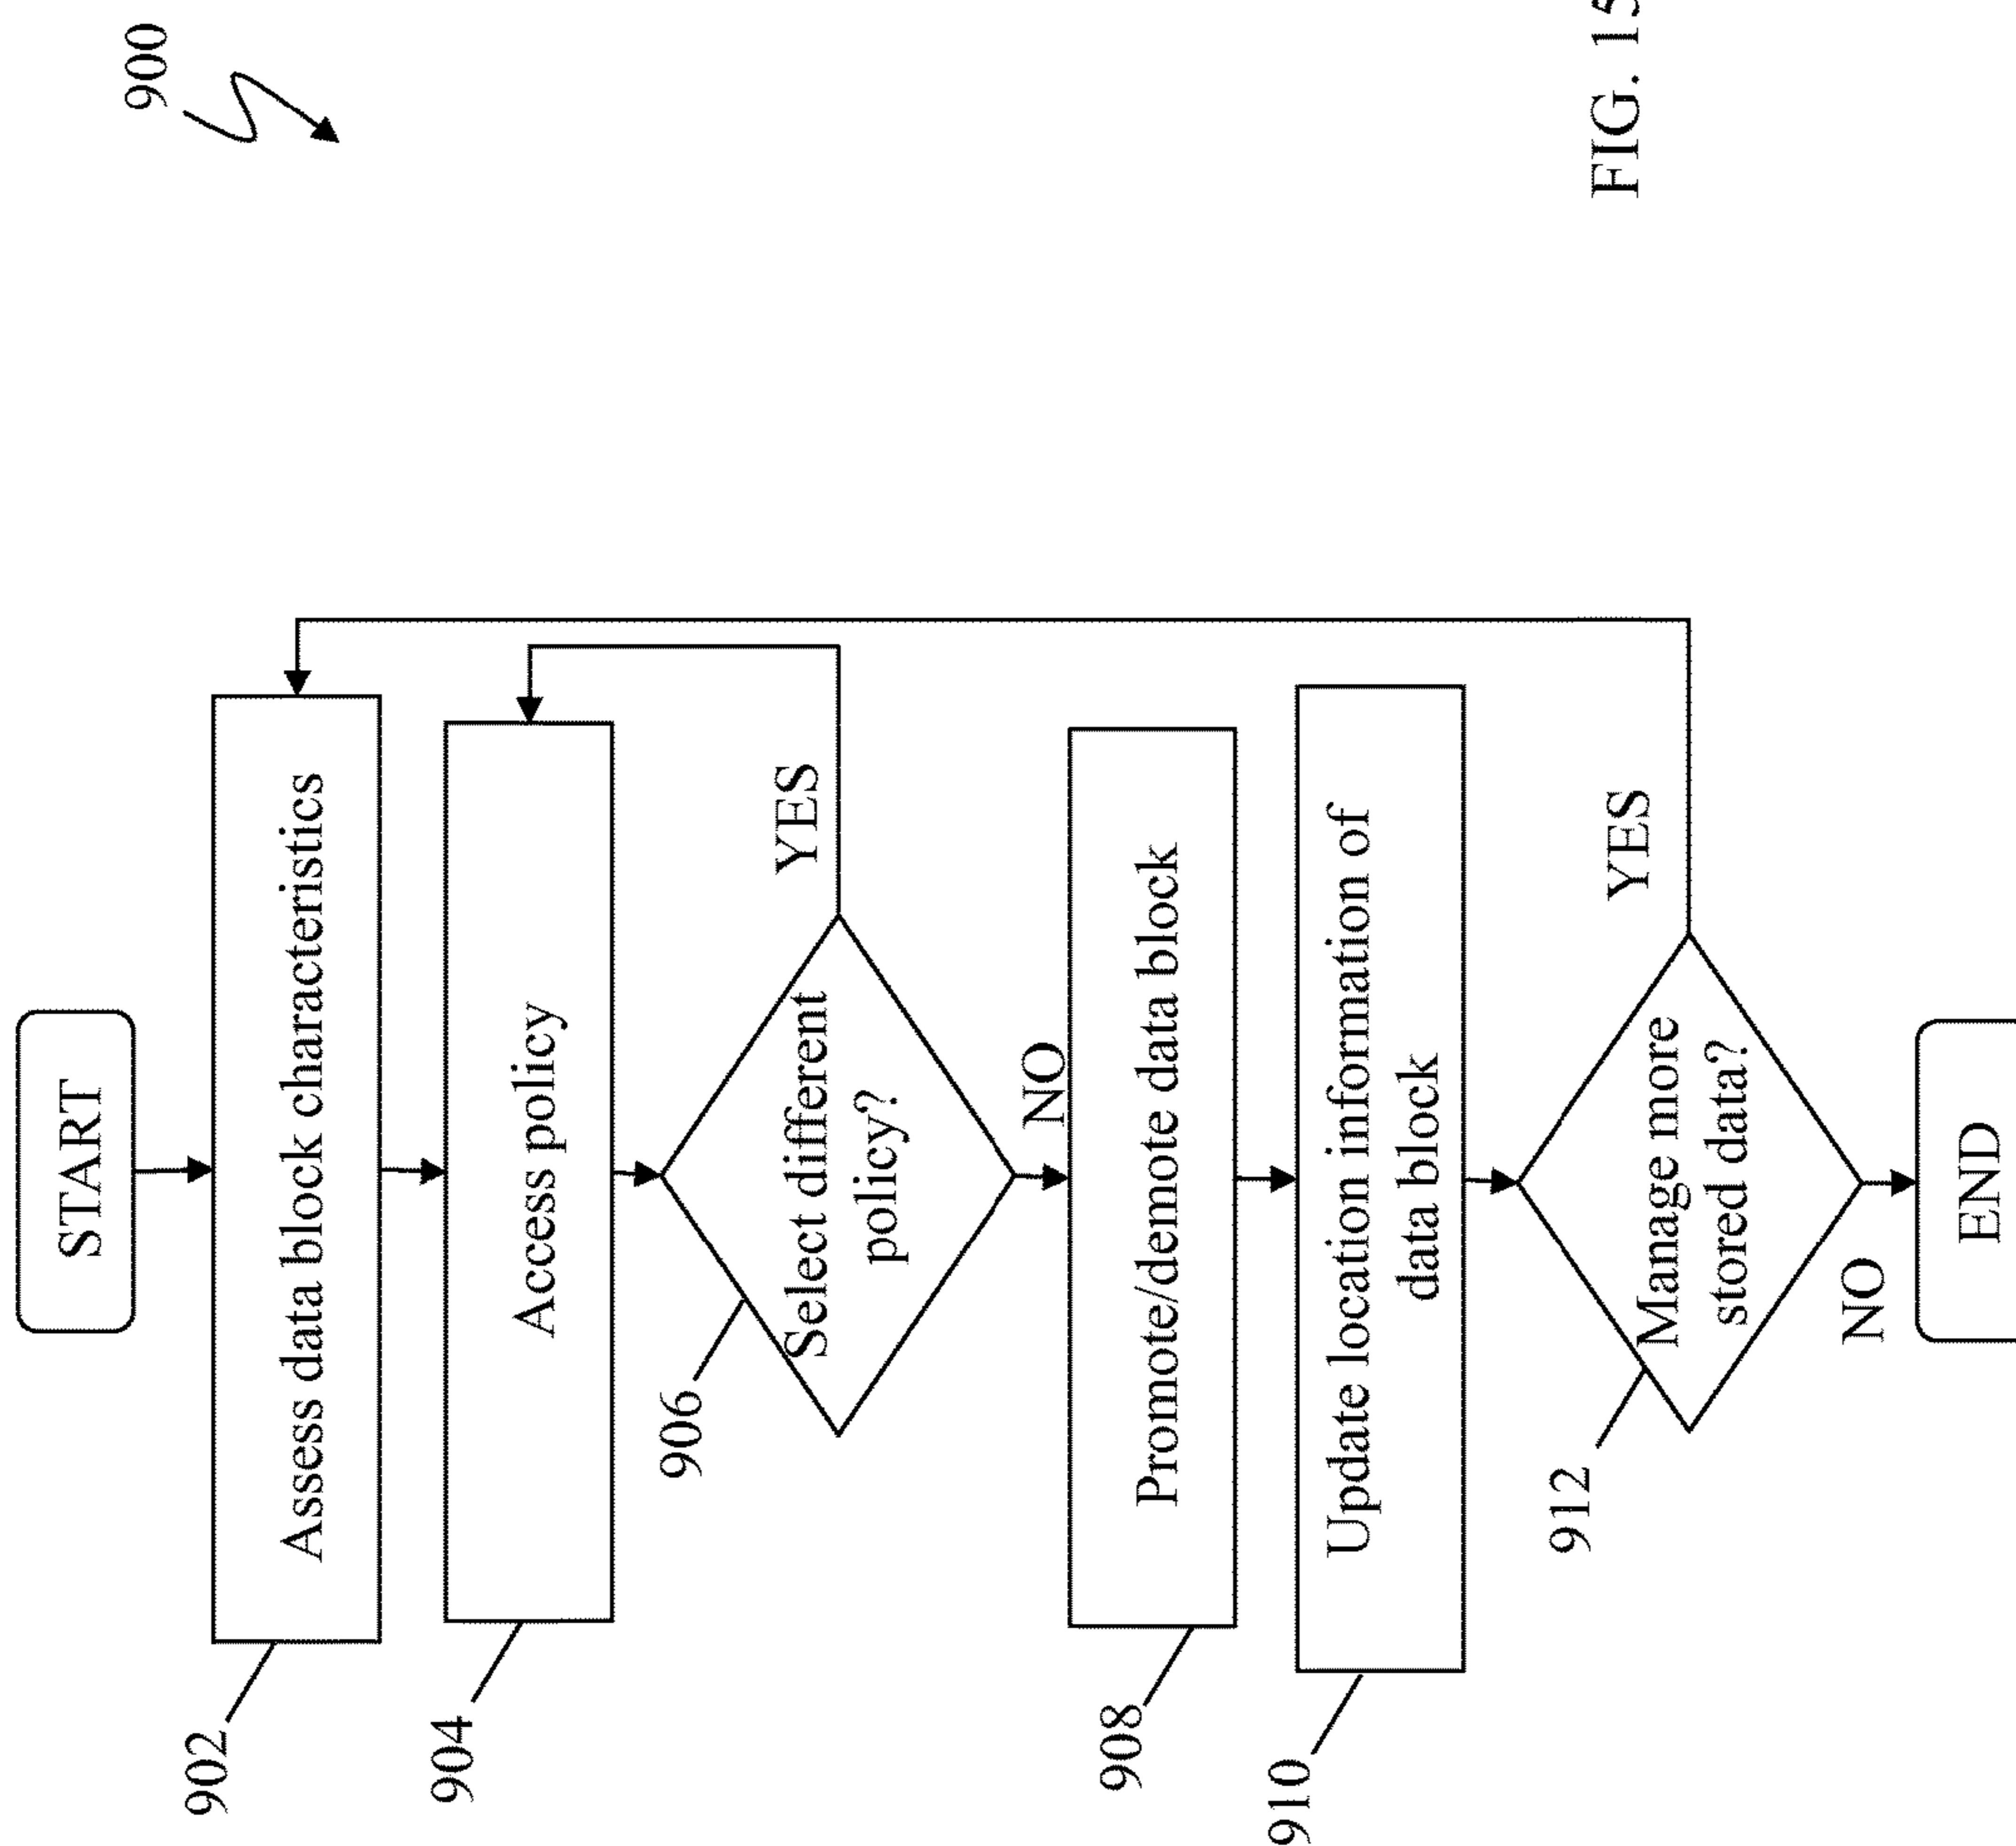 900
START
902
Assess data block characteristics
904
Access policy
906
Select different
policy?
YES
NO
908
Promote/demote data block
910
Update location information of
data block
912
Manage more
stored data?
YES
NO
END
FIG. 15